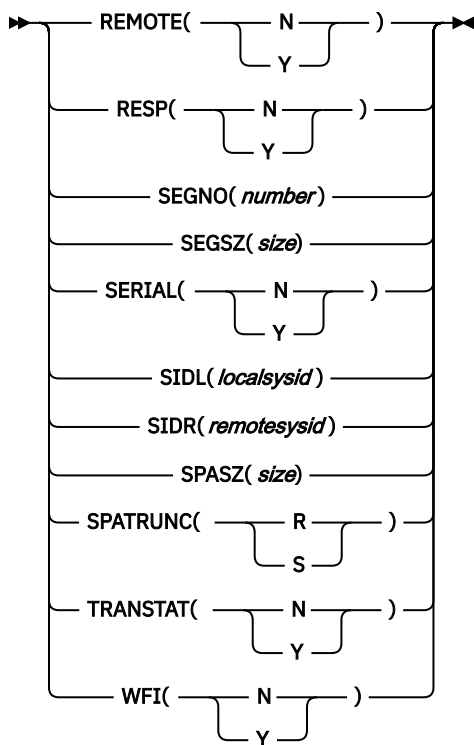 REMOTE( N )
Y
RESP( N )
Y
SEGNO( number)
SEGSZ( size)
SERIAL( N )
Y
SIDL( localsysid)
SIDR( remotesysid)
SPASZ( size)
SPATRUNC( R )
S
TRANSTAT( N )
Y
WFI( N )
Y